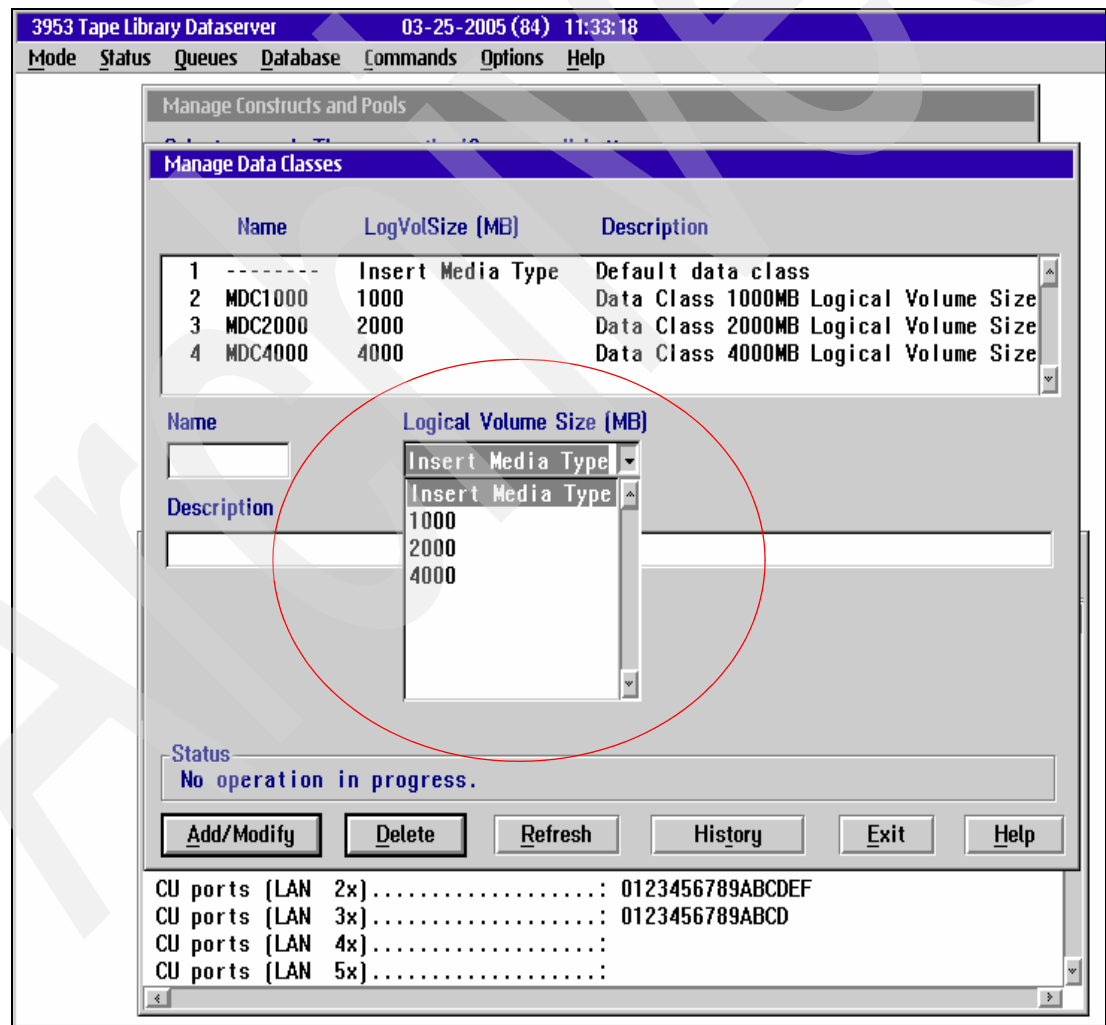 3953 Tape Library Dataserver 03-25-2005 (84) 11:33:18
Mode Status Queues Database Commands Options Help
Manage Constructs and Pools
Manage Data Classes
Name LogVolSize (MB) Description
1 -------- Insert Media Type Default data class
2 MDC1000 1000 Data Class 1000MB Logical Volume Size
3 MDC2000 2000 Data Class 2000MB Logical Volume Size
4 MDC4000 4000 Data Class 4000MB Logical Volume Size
Name Logical Volume Size (MB)
Insert Media Type
Insert Media Type
Description
1000
2000
4000
Status
No operation in progress.
Add/Modify Delete Refresh History Exit Help
CU ports (LAN 2x)...................: 0123456789ABCDEF
CU ports (LAN 3x)...................: 0123456789ABCD
CU ports (LAN 4x)...................:
CU ports (LAN 5x)...................: